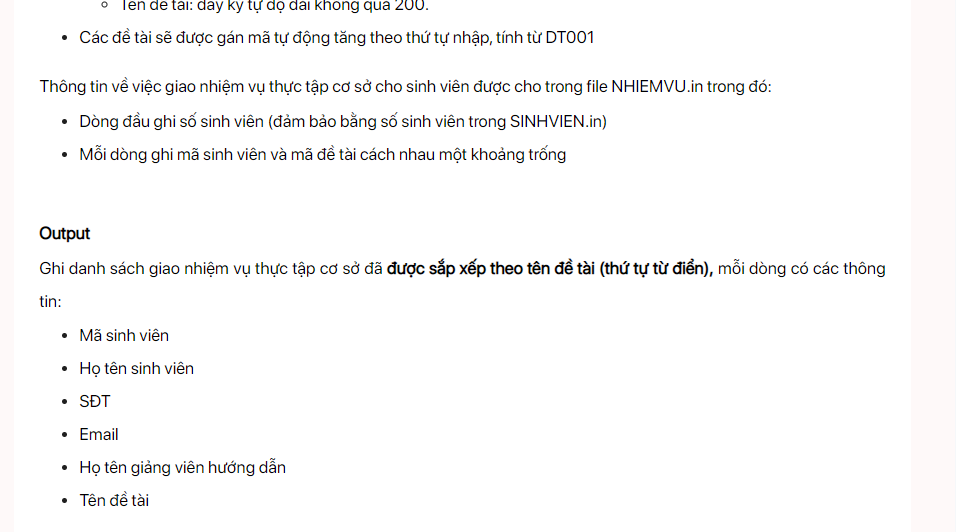 Tên đề tài: dãy ký tự độ dài không quá 200.
Các đề tài sẽ được gán mã tự động tăng theo thứ tự nhập, tính từ DT001
Thông tin về việc giao nhiệm vụ thực tập cơ sở cho sinh viên được cho trong file NHIEMVU.in trong đó:
Dòng đầu ghi số sinh viên (đảm bảo bằng số sinh viên trong SINHVIEN.in)
Mỗi dòng ghi mã sinh viên và mã đề tài cách nhau một khoảng trống
Output
Ghi danh sách giao nhiệm vụ thực tập cơ sở đã được sắp xếp theo tên đề tài (thứ tự từ điển), mỗi dòng có các thông
tin:
Mã sinh viên
Họ tên sinh viên
SĐT
Email
Họ tên giảng viên hướng dẫn
Tên đề tài